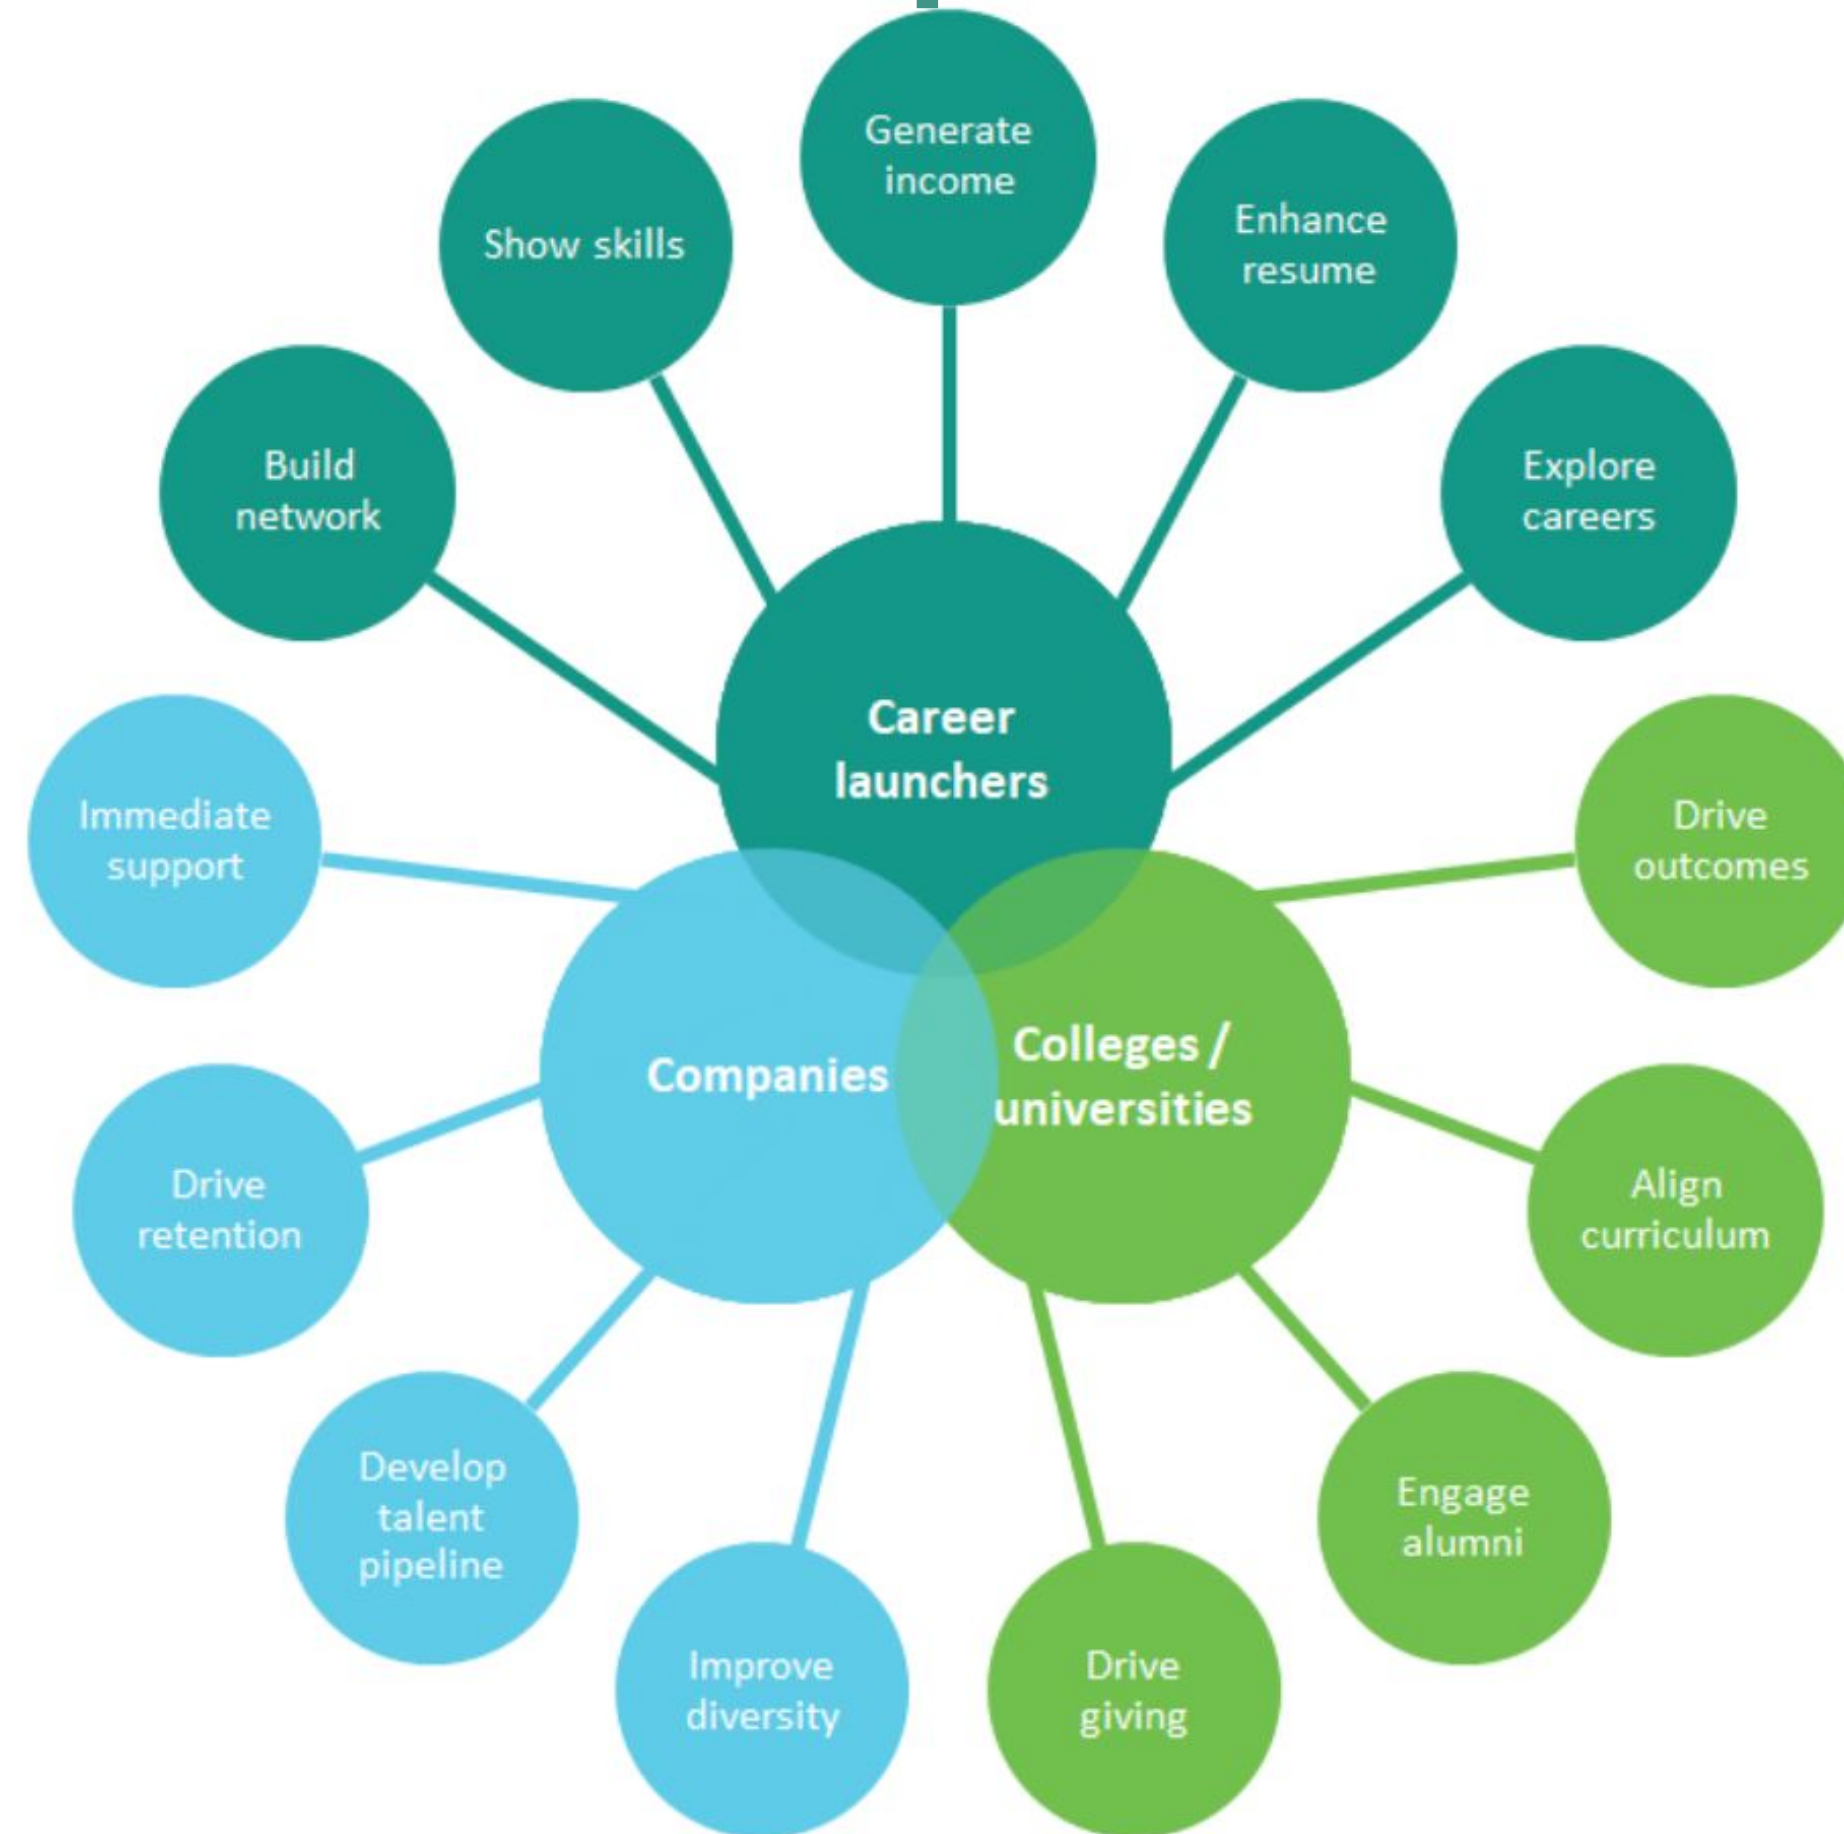 Generate
income
Show skills
Enhance
resume
Build
network
Explore
careers
Career
launchers
Immediate
support
Drive
outcomes
Companies
Colleges /
universities
Drive
retention
Align
curriculum
Develop
talent
pipeline
Engage
alumni
Improve
diversity
Drive
giving